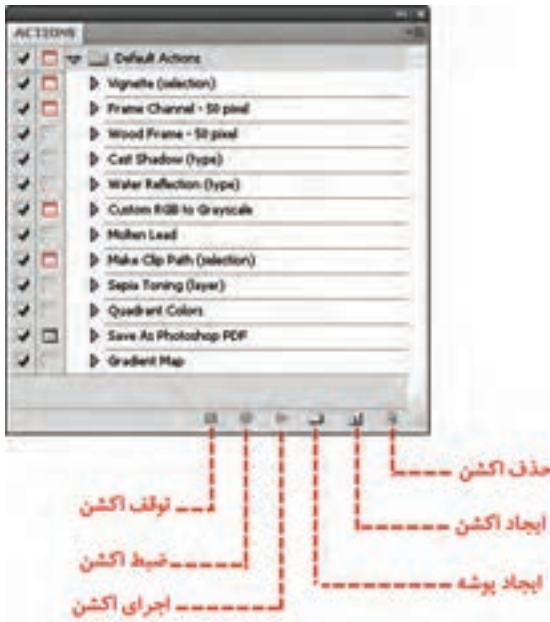 ACTIONS
Default Actions
Vignette (selection)
Frame Channel - 50 pixel
Wood Frame - 50 pixel
Cast Shadow (type)
Water Reflection (type)
Custom RGB to Grayscale
Molten Lead
Make Clip Path (selection)
Sepia Toning (layer)
Quadrant Colors
Save As Photoshop PDF
Gradient Map
حذف اکشن
توقف اکشن
ایجاد اکشن
ضبط اکشن
ایجاد پوشه
اجرای اکشن